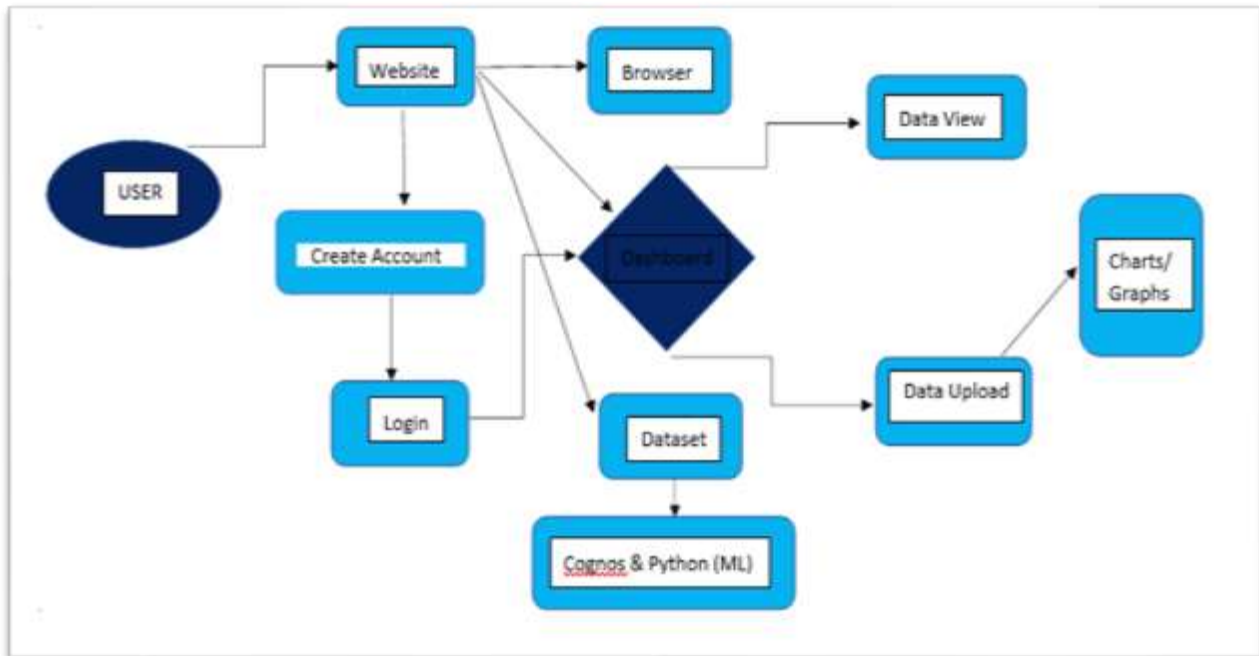 Website
Browser
Data View
USER
Create Account
Dashboard
Charts/
Graphs
Login
Data Upload
Dataset
Cognos & Python (ML)